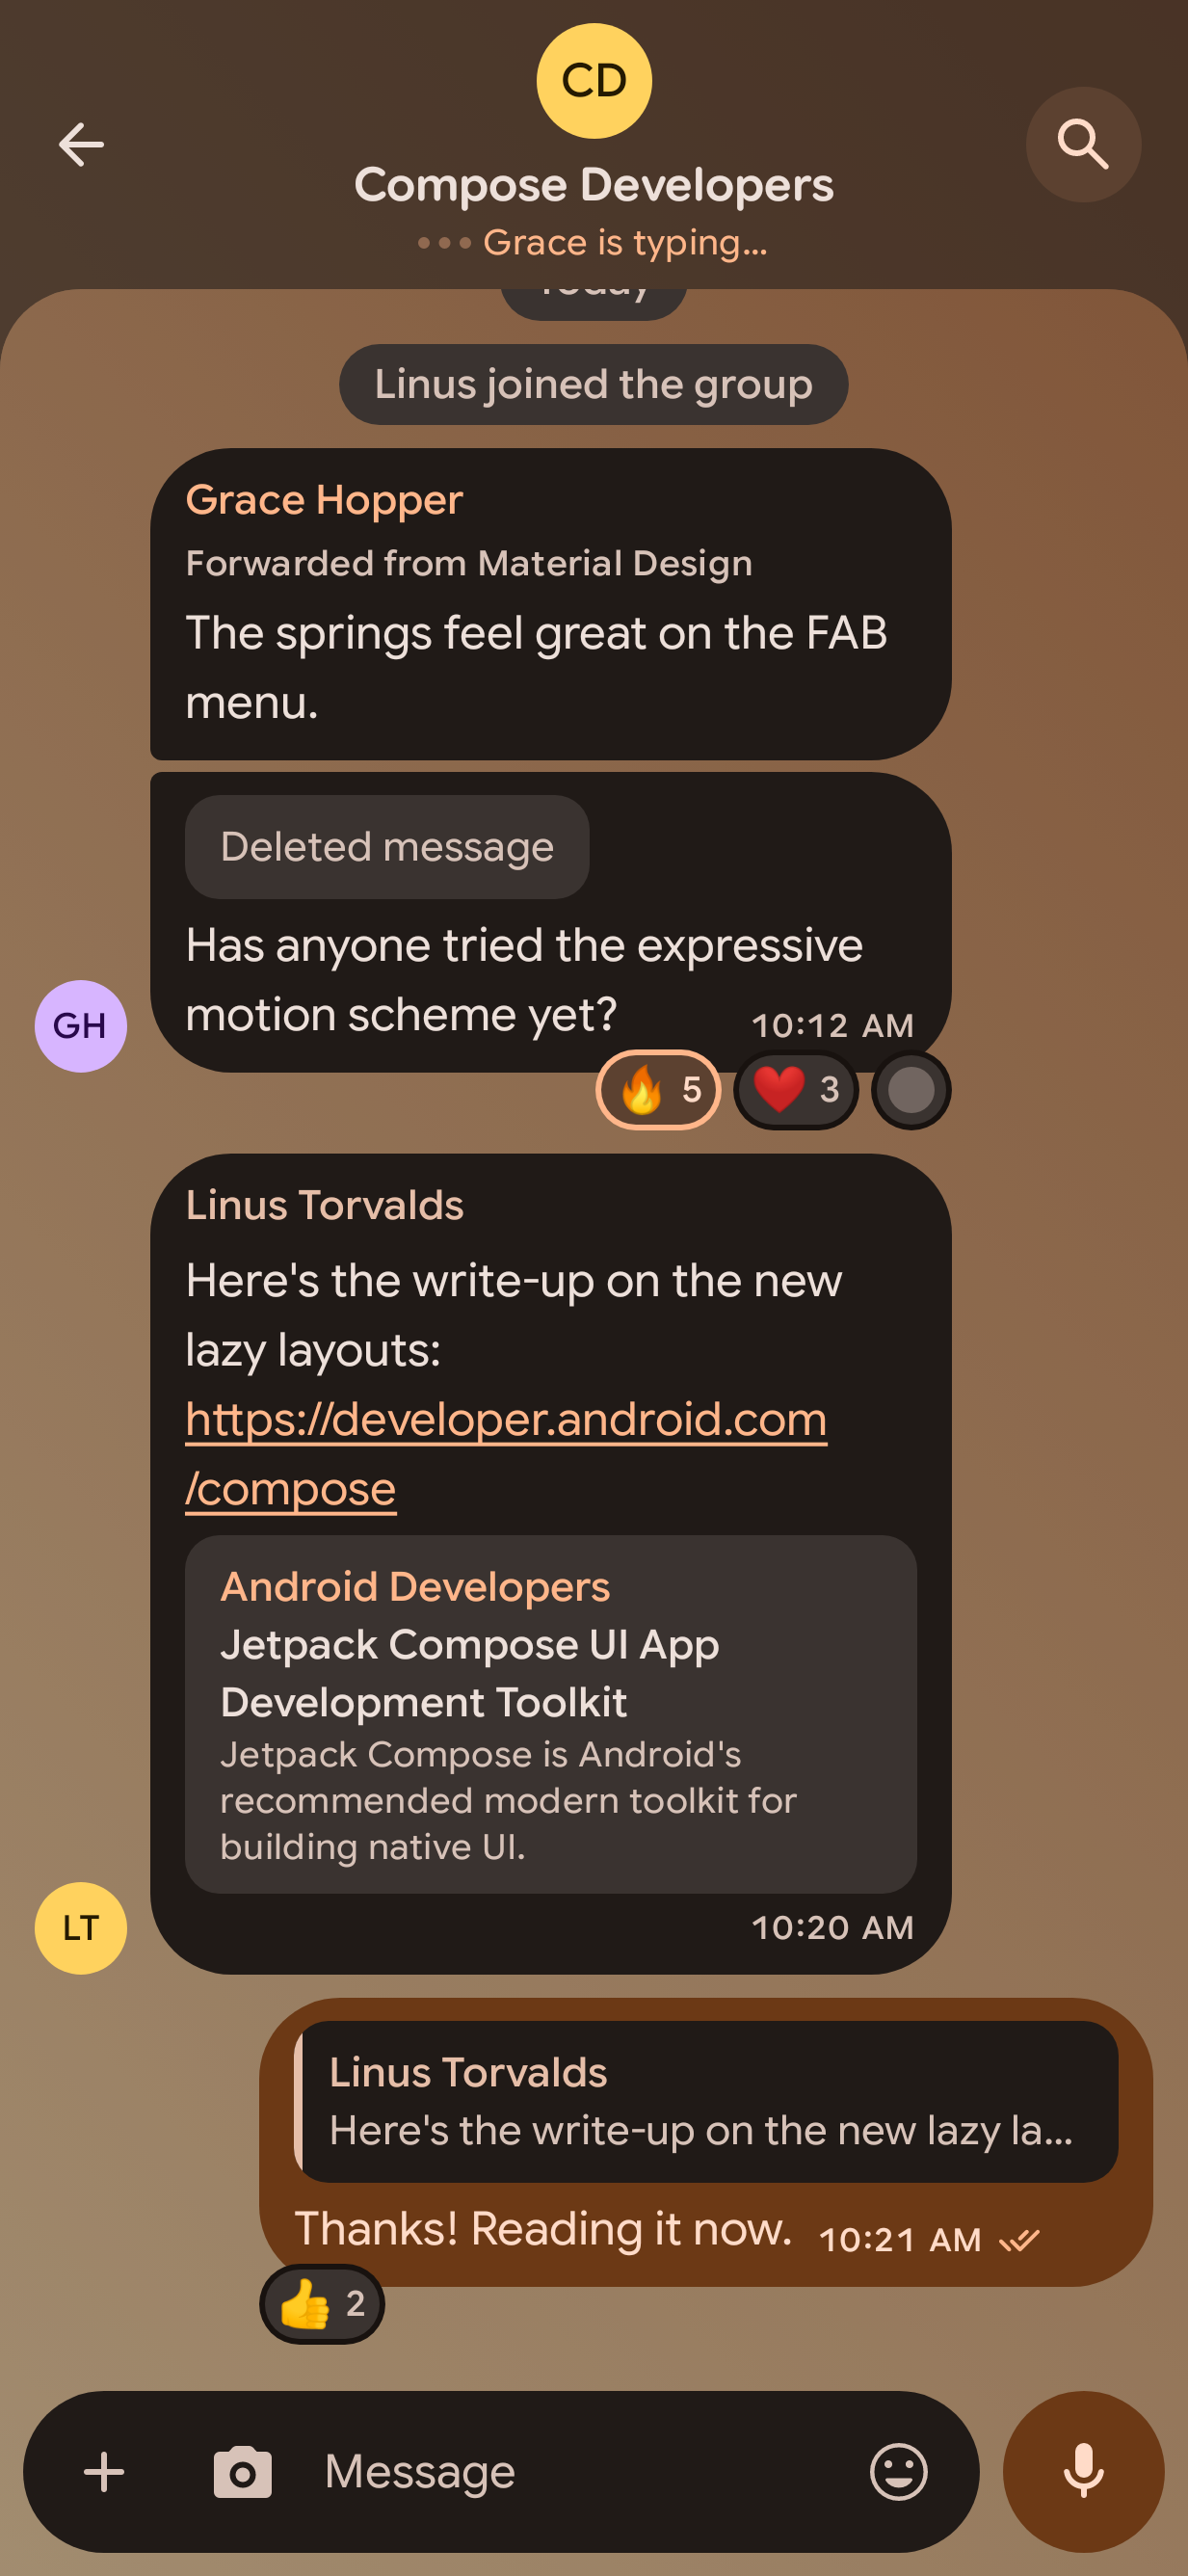 CD
Compose Developers
Grace is typing...
Today
Linus joined the group
Grace Hopper
Forwarded from Material Design
The springs feel great on the FAB
menu.
Deleted message
Has anyone tried the expressive
motion scheme yet?
10:12 AM
GH
🔥 5
❤️ 3
Linus Torvalds
Here's the write-up on the new
lazy layouts:
https://developer.android.com
/compose
Android Developers
Jetpack Compose UI App
Development Toolkit
Jetpack Compose is Android's
recommended modern toolkit for
building native UI.
10:20 AM
LT
Linus Torvalds
Here's the write-up on the new lazy la...
Thanks! Reading it now. 10:21 AM
👍 2
Message